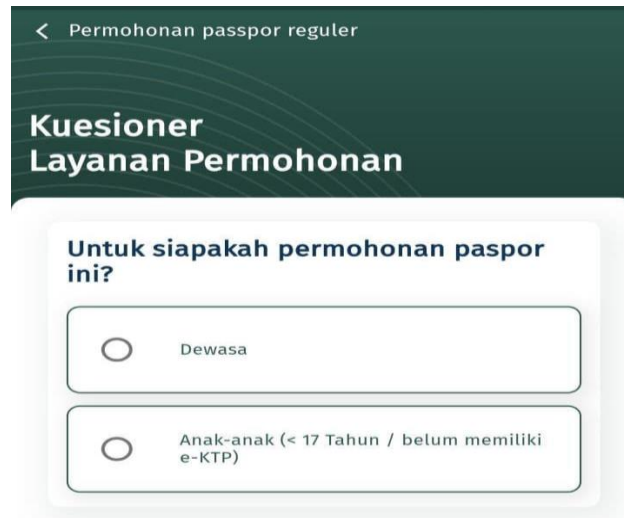 Permohonan passpor reguler
Kuesioner
Layanan Permohonan
Untuk siapakah permohonan paspor
ini?
Dewasa
Anak-anak (< 17 Tahun / belum memiliki
e-KTP)